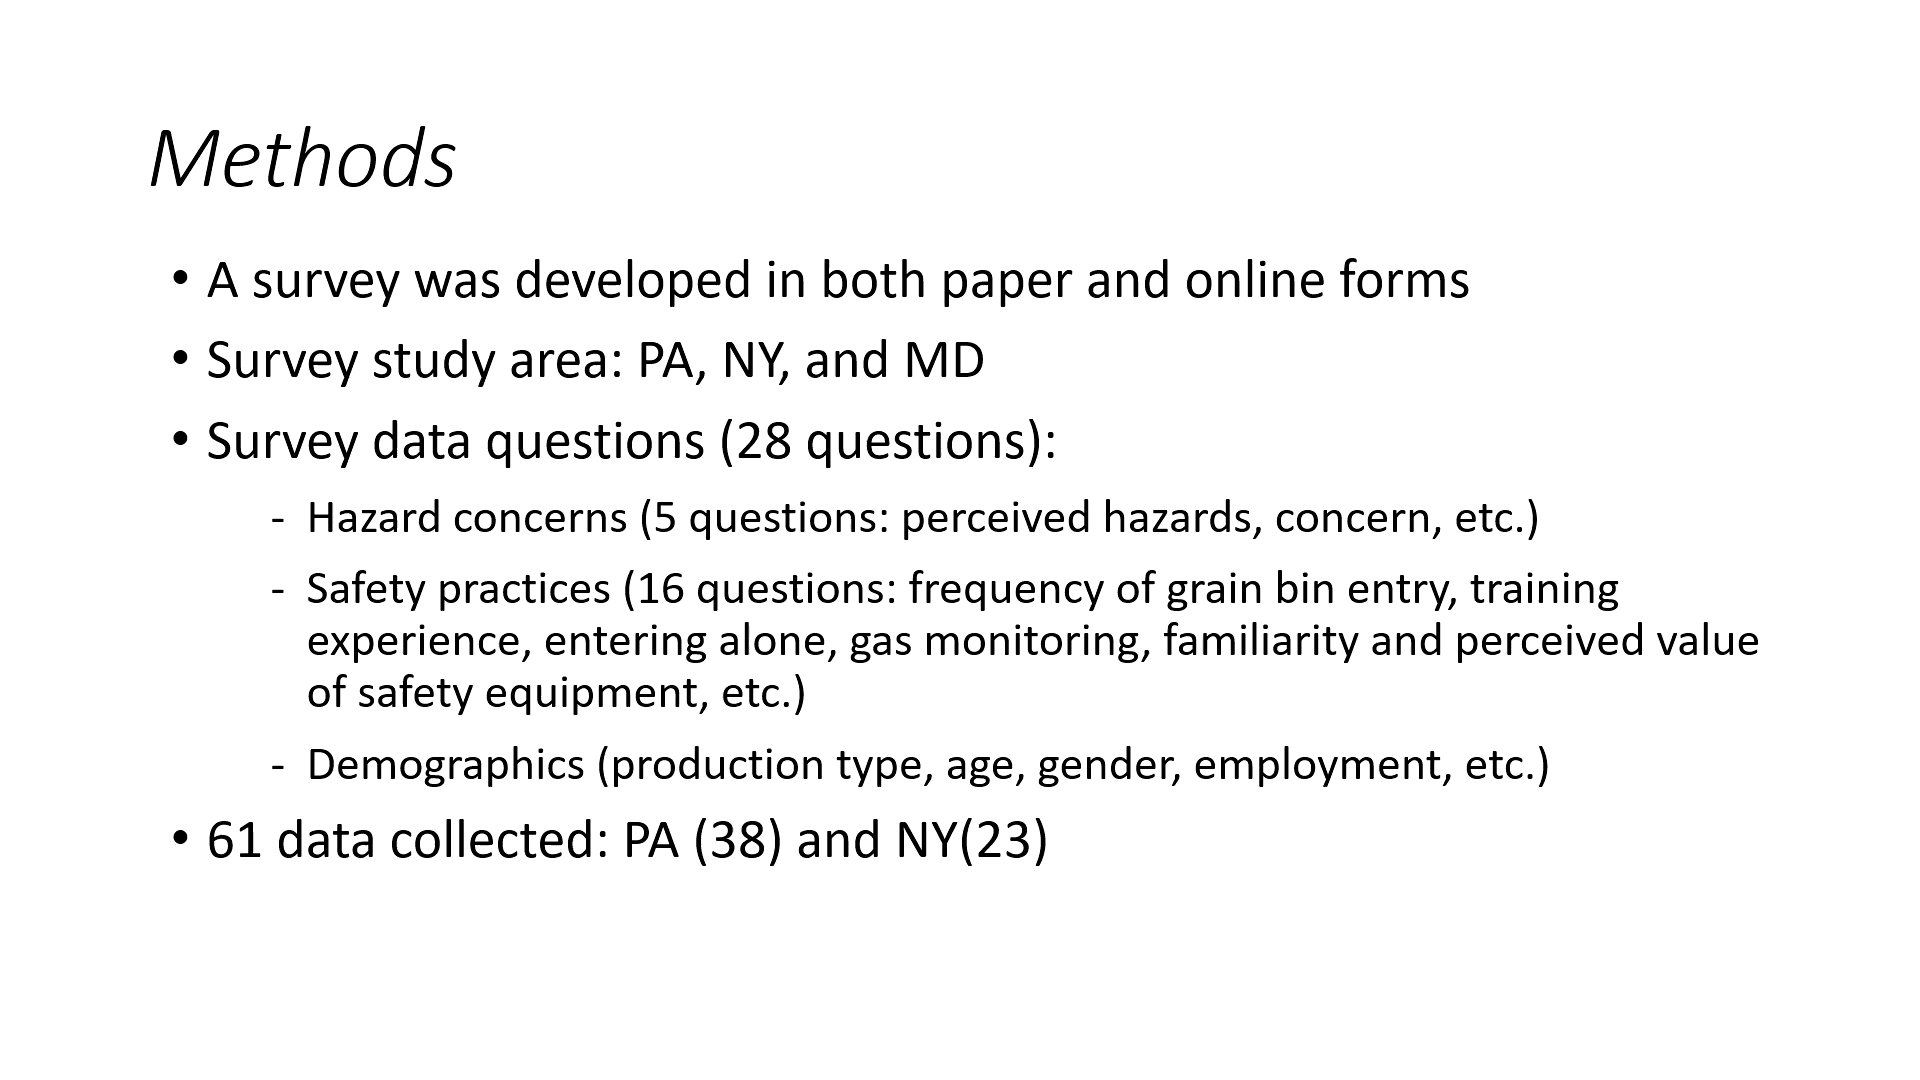 Methods
• A survey was developed in both paper and online forms
• Survey study area: PA, NY, and MD
• Survey data questions (28 questions):
- Hazard concerns (5 questions: perceived hazards, concern, etc.)
- Safety practices (16 questions: frequency of grain bin entry, training
experience, entering alone, gas monitoring, familiarity and perceived value
of safety equipment, etc.)
- Demographics (production type, age, gender, employment, etc.)
• 61 data collected: PA (38) and NY(23)